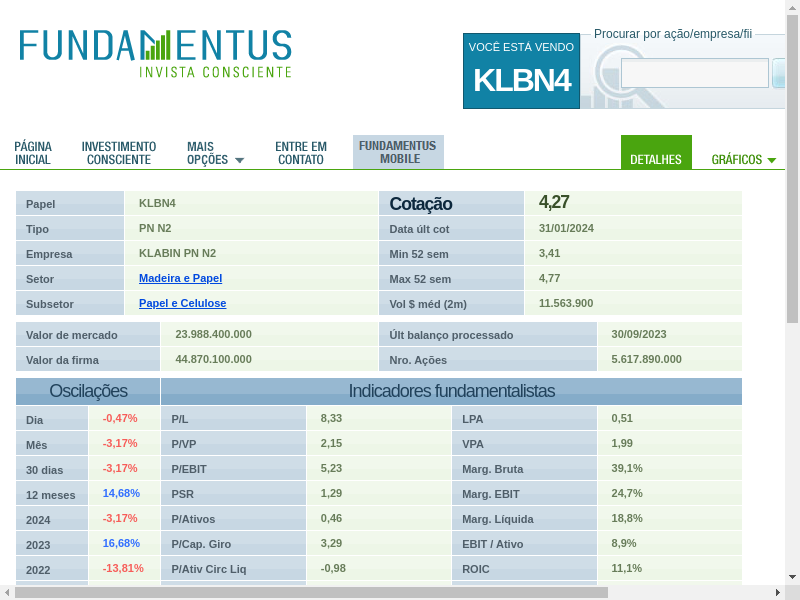 FUNDAMENTUS
INVISTA CONSCIENTE
VOCÊ ESTÁ VENDO
KLBN4
Procurar por ação/empresa/fii
PÁGINA INICIAL
INVESTIMENTO CONSCIENTE
MAIS OPÇÕES
ENTRE EM CONTATO
FUNDAMENTUS MOBILE
DETALHES
GRÁFICOS
Papel KLBN4 Cotação 4,27
Tipo PN N2 Data últ cot 31/01/2024
Empresa KLABIN PN N2 Min 52 sem 3,41
Setor Madeira e Papel Max 52 sem 4,77
Subsetor Papel e Celulose Vol $ méd (2m) 11.563.900
Valor de mercado 23.988.400.000 Últ balanço processado 30/09/2023
Valor da firma 44.870.100.000 Nro. Ações 5.617.890.000
Oscilações Indicadores fundamentalistas
Dia -0,47% P/L 8,33 LPA 0,51
Mês -3,17% P/VP 2,15 VPA 1,99
30 dias -3,17% P/EBIT 5,23 Marg. Bruta 39,1%
12 meses 14,68% PSR 1,29 Marg. EBIT 24,7%
2024 -3,17% P/Ativos 0,46 Marg. Líquida 18,8%
2023 16,68% P/Cap. Giro 3,29 EBIT / Ativo 8,9%
2022 -13,81% P/Ativ Circ Liq -0,98 ROIC 11,1%